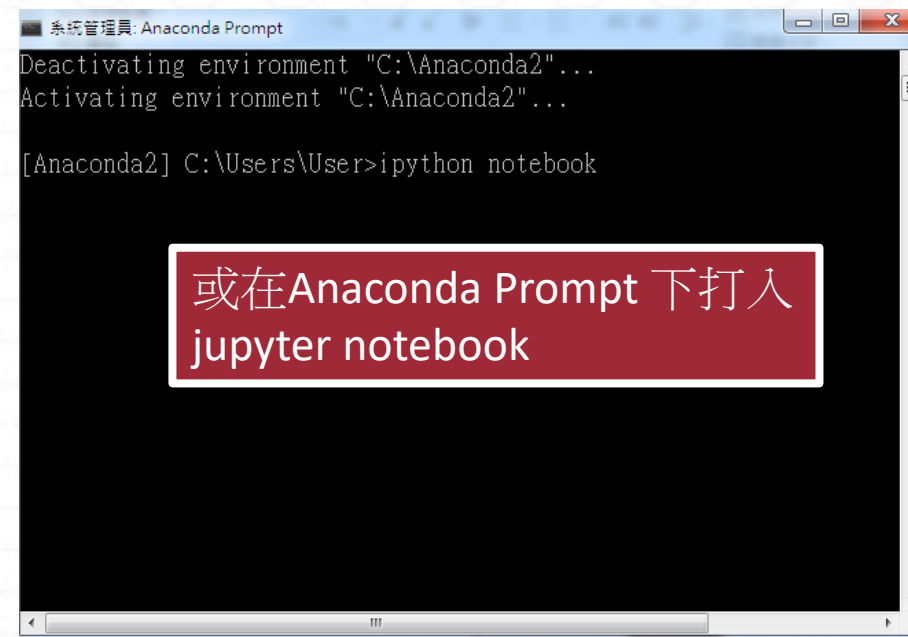 系統管理員: Anaconda Prompt
Deactivating environment "C:\Anaconda2"...
Activating environment "C:\Anaconda2"...
[Anaconda2] C:\Users\User>ipython notebook
或在Anaconda Prompt 下打入
jupyter notebook